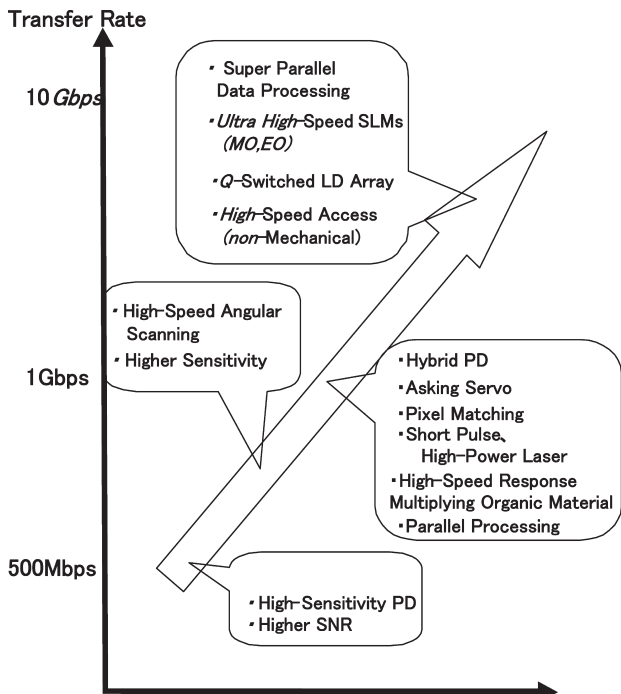 Transfer Rate
10 Gbps
・ Super Parallel
Data Processing
・Ultra High-Speed SLMs
(MO,EO)
・Q-Switched LD Array
・High-Speed Access
(non-Mechanical)
・High-Speed Angular
Scanning
・Higher Sensitivity
1Gbps
・Hybrid PD
・Asking Servo
・Pixel Matching
・Short Pulse、
High-Power Laser
・High-Speed Response
Multiplying Organic Material
・Parallel Processing
500Mbps
・High-Sensitivity PD
・Higher SNR